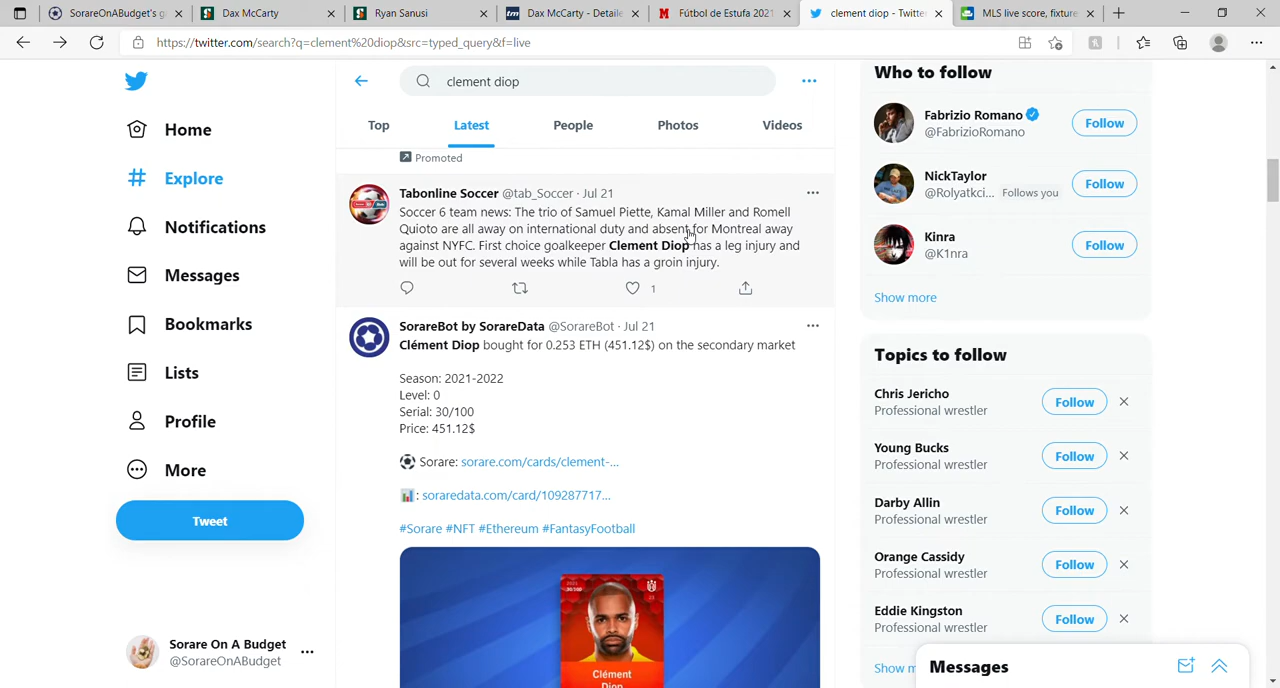 SorareOnABudget's g
Dax McCarty
Ryan Sanusi
Dax McCarty - Detaile
Fútbol de Estufa 2021
clement diop - Twitte
MLS live score, fixture
https://twitter.com/search?q=clement%20diop&src=typed_query&f=live
clement diop
Top
Latest
People
Photos
Videos
Home
Explore
Notifications
Messages
Bookmarks
Lists
Profile
More
Tweet
Sorare On A Budget
@SorareOnABudget
Promoted
Tabonline Soccer @tab_Soccer · Jul 21
Soccer 6 team news: The trio of Samuel Piette, Kamal Miller and Romell
Quioto are all away on international duty and absent for Montreal away
against NYFC. First choice goalkeeper Clement Diop has a leg injury and
will be out for several weeks while Tabla has a groin injury.
1
SorareBot by SorareData @SorareBot · Jul 21
Clément Diop bought for 0.253 ETH (451.12$) on the secondary market
Season: 2021-2022
Level: 0
Serial: 30/100
Price: 451.12$
Sorare: sorare.com/cards/clement-...
: soraredata.com/card/109287717...
#Sorare #NFT #Ethereum #FantasyFootball
2021
30/100
Clément
Diop
Who to follow
Fabrizio Romano
@FabrizioRomano
Follow
NickTaylor
@Rolyatkci... Follows you
Follow
Kinra
@K1nra
Follow
Show more
Topics to follow
Chris Jericho
Professional wrestler
Follow
Young Bucks
Professional wrestler
Follow
Darby Allin
Professional wrestler
Follow
Orange Cassidy
Professional wrestler
Follow
Eddie Kingston
Professional wrestler
Follow
Show m
Messages